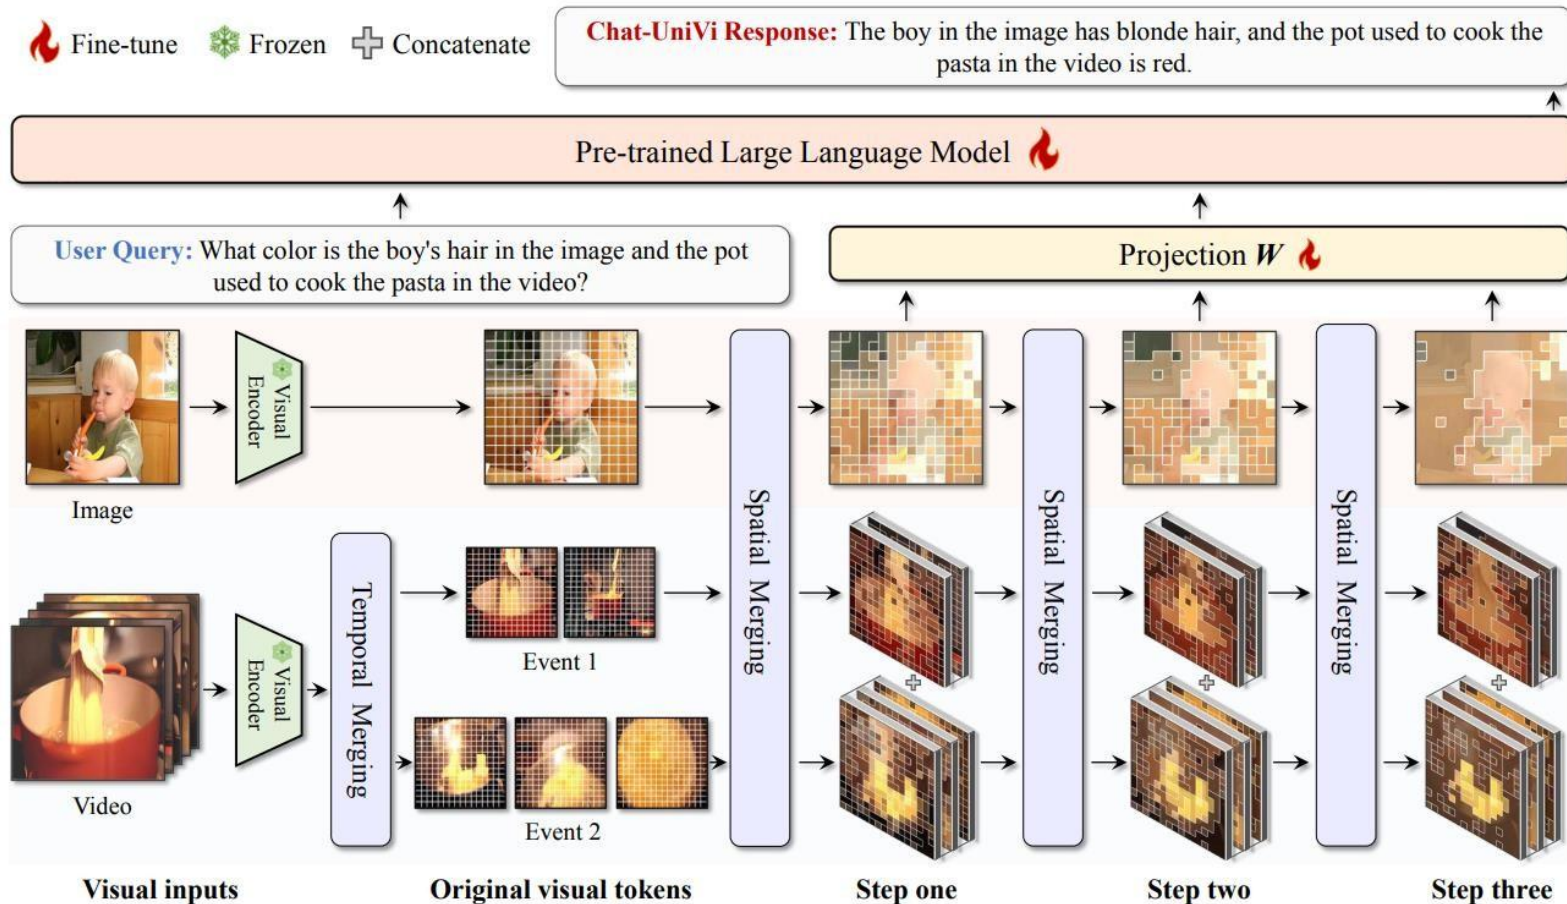 Fine-tune
Frozen
Concatenate
Chat-UniVi Response: The boy in the image has blonde hair, and the pot used to cook the
pasta in the video is red.
Pre-trained Large Language Model
User Query: What color is the boy's hair in the image and the pot
used to cook the pasta in the video?
Projection W
Visual
Encoder
Image
Spatial Merging
Spatial Merging
Spatial Merging
Visual
Encoder
Temporal Merging
Event 1
Event 2
Video
Visual inputs
Original visual tokens
Step one
Step two
Step three